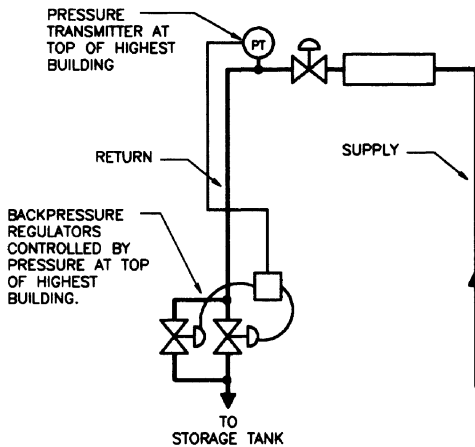 PRESSURE
TRANSMITTER AT
TOP OF HIGHEST
BUILDING
PT
RETURN
SUPPLY
BACKPRESSURE
REGULATORS
CONTROLLED BY
PRESSURE AT TOP
OF HIGHEST
BUILDING.
TO
STORAGE TANK